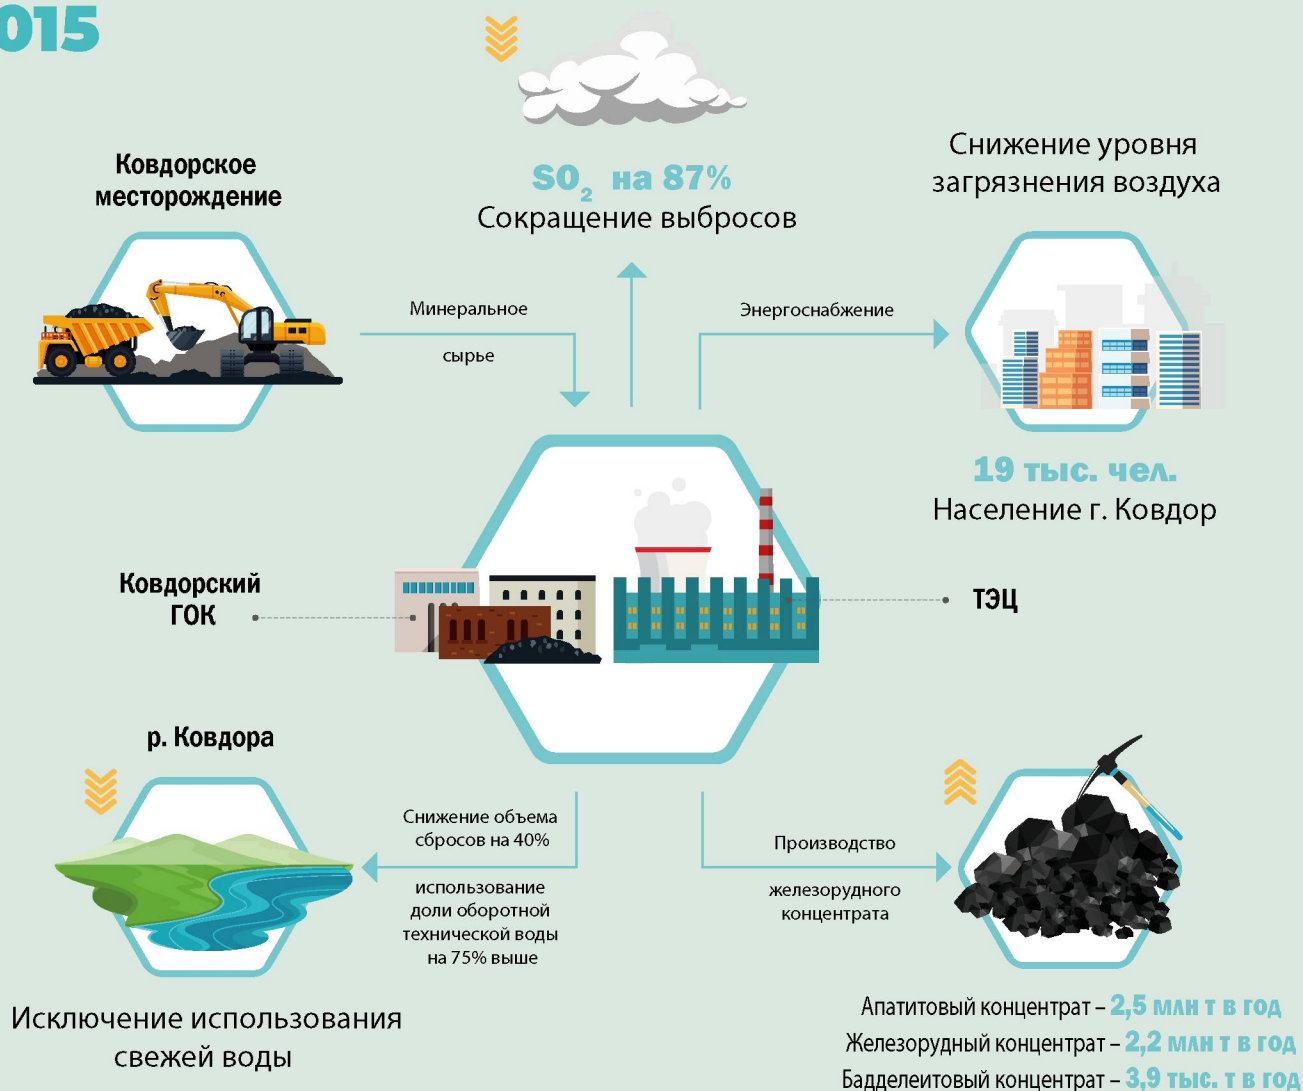 015
SO₂ на 87%
Сокращение выбросов
Ковдорское
месторождение
Снижение уровня
загрязнения воздуха
Минеральное
сырье
Энергоснабжение
19 тыс. чел.
Население г. Ковдор
Ковдорский
ГОК
ТЭЦ
р. Ковдора
Снижение объема
сбросов на 40%
использование
доли оборотной
технической воды
на 75% выше
Производство
железорудного
концентрата
Исключение использования
свежей воды
Апатитовый концентрат – 2,5 млн т в год
Железорудный концентрат – 2,2 млн т в год
Бадделеитовый концентрат – 3,9 тыс. т в год